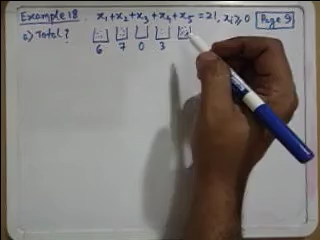 Example 18. x₁+x₂+x₃+x₄+x₅=21, xᵢ≥0 Page 9
a) Total?
6 7 0 3